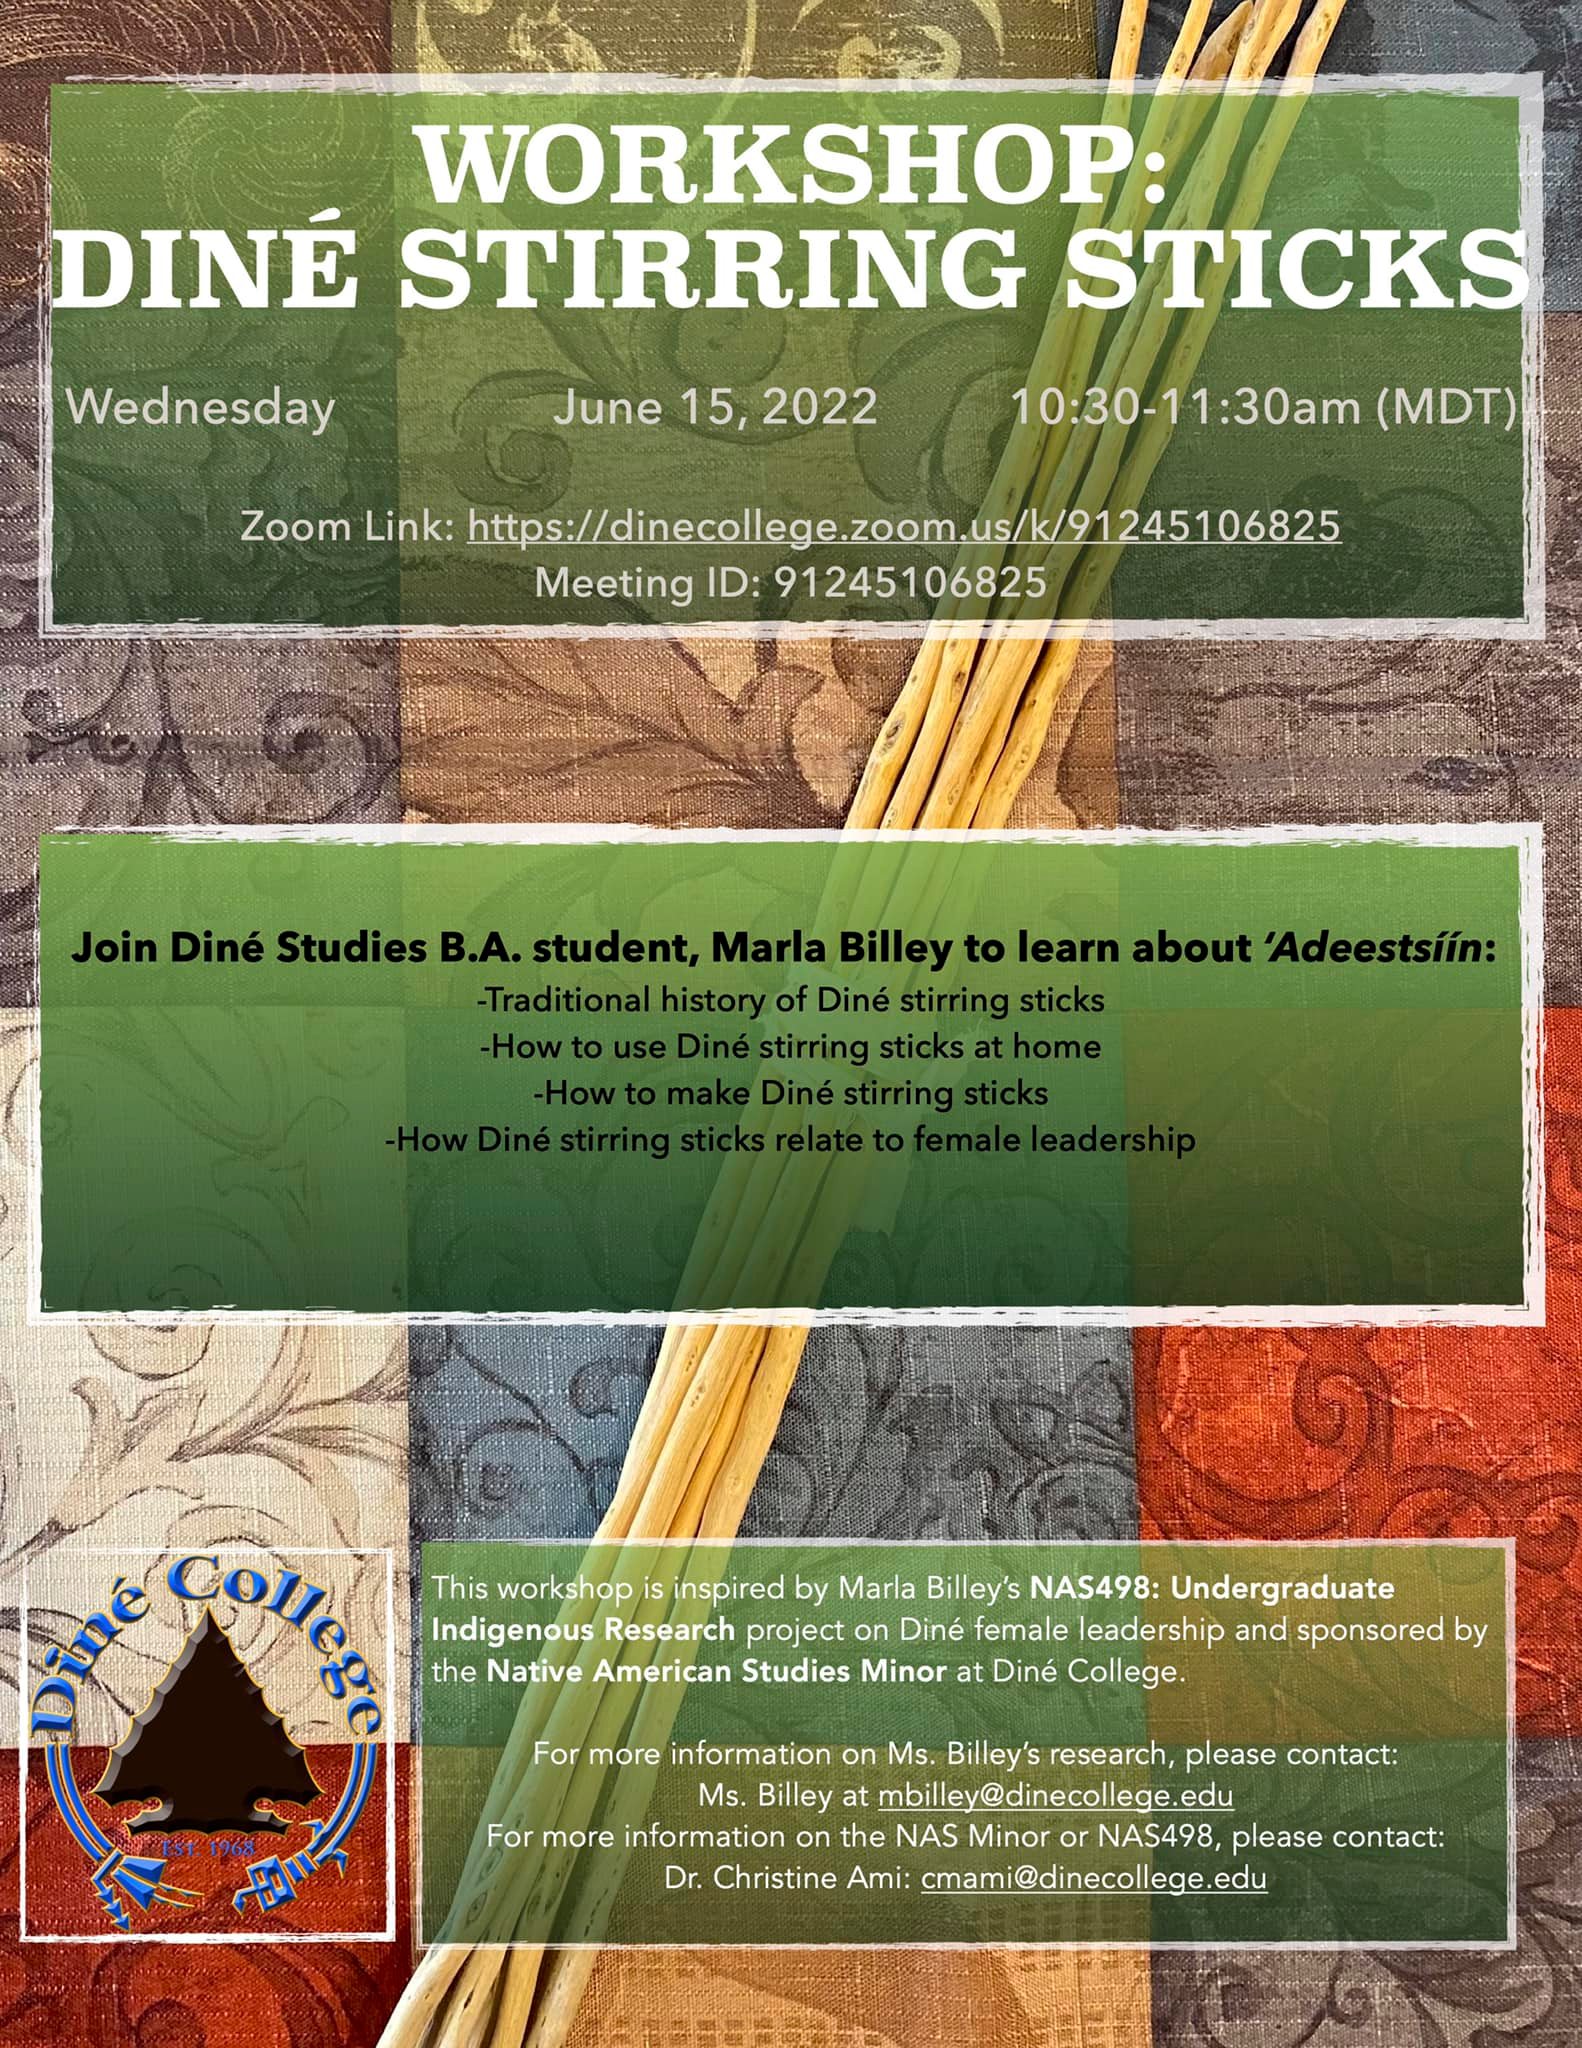 WORKSHOP:
DINÉ STIRRING STICKS
Wednesday June 15, 2022 10:30-11:30am (MDT)
Zoom Link: https://dinecollege.zoom.us/k/91245106825
Meeting ID: 91245106825
Join Diné Studies B.A. student, Marla Billey to learn about ‘Adeestsíín:
-Traditional history of Diné stirring sticks
-How to use Diné stirring sticks at home
-How to make Diné stirring sticks
-How Diné stirring sticks relate to female leadership
Diné College
EST. 1968
This workshop is inspired by Marla Billey’s NAS498: Undergraduate
Indigenous Research project on Diné female leadership and sponsored by
the Native American Studies Minor at Diné College.
For more information on Ms. Billey’s research, please contact:
Ms. Billey at mbilley@dinecollege.edu
For more information on the NAS Minor or NAS498, please contact:
Dr. Christine Ami: cmami@dinecollege.edu